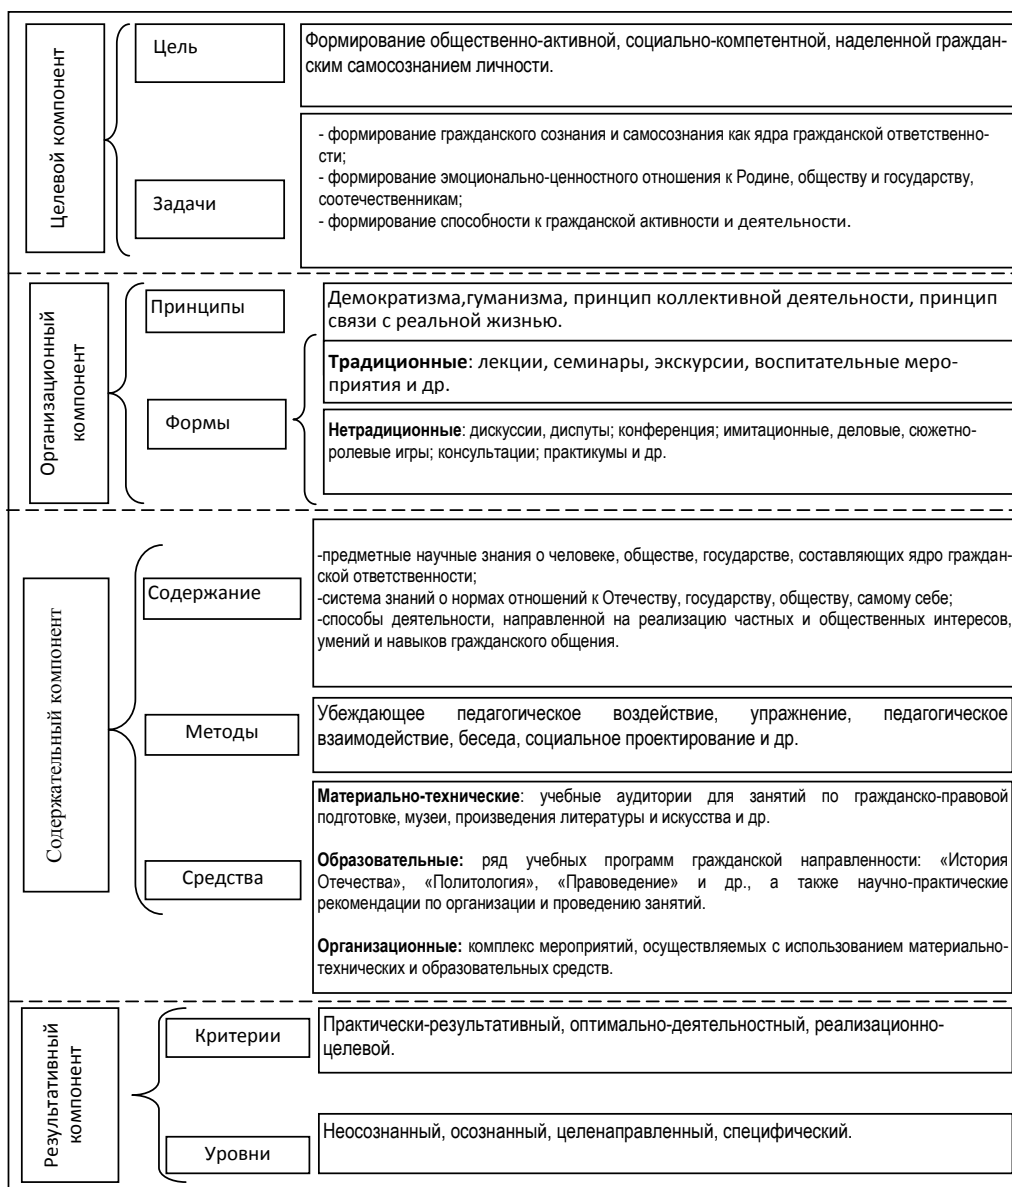 Целевой компонент
Цель
Формирование общественно-активной, социально-компетентной, наделенной граждан-
ским самосознанием личности.
Задачи
- формирование гражданского сознания и самосознания как ядра гражданской ответственно-
сти;
- формирование эмоционально-ценностного отношения к Родине, обществу и государству,
соотечественникам;
- формирование способности к гражданской активности и деятельности.
Организационный
компонент
Принципы
Демократизма,гуманизма, принцип коллективной деятельности, принцип
связи с реальной жизнью.
Формы
Традиционные: лекции, семинары, экскурсии, воспитательные меро-
приятия и др.
Нетрадиционные: дискуссии, диспуты; конференция; имитационные, деловые, сюжетно-
ролевые игры; консультации; практикумы и др.
Содержательный компонент
Содержание
-предметные научные знания о человеке, обществе, государстве, составляющих ядро граждан-
ской ответственности;
-система знаний о нормах отношений к Отечеству, государству, обществу, самому себе;
-способы деятельности, направленной на реализацию частных и общественных интересов,
умений и навыков гражданского общения.
Методы
Убеждающее педагогическое воздействие, упражнение, педагогическое
взаимодействие, беседа, социальное проектирование и др.
Средства
Материально-технические: учебные аудитории для занятий по гражданско-правовой
подготовке, музеи, произведения литературы и искусства и др.
Образовательные: ряд учебных программ гражданской направленности: «История
Отечества», «Политология», «Правоведение» и др., а также научно-практические
рекомендации по организации и проведению занятий.
Организационные: комплекс мероприятий, осуществляемых с использованием материально-
технических и образовательных средств.
Результативный
компонент
Критерии
Практически-результативный, оптимально-деятельностный, реализационно-
целевой.
Уровни
Неосознанный, осознанный, целенаправленный, специфический.